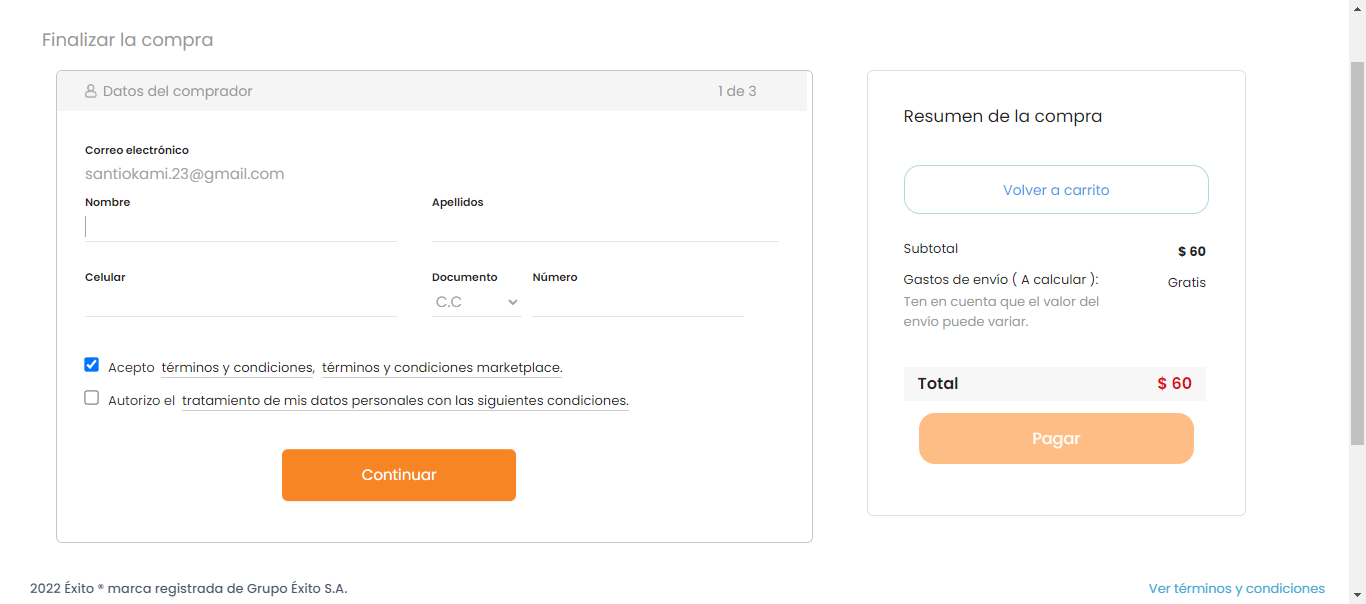 Finalizar la compra
Datos del comprador 1 de 3
Correo electrónico
santiokami.23@gmail.com
Nombre Apellidos
Celular Documento Número
C.C
Acepto términos y condiciones, términos y condiciones marketplace.
Autorizo el tratamiento de mis datos personales con las siguientes condiciones.
Continuar
Resumen de la compra
Volver a carrito
Subtotal $ 60
Gastos de envío ( A calcular ): Gratis
Ten en cuenta que el valor del
envío puede variar.
Total $ 60
Pagar
2022 Éxito ® marca registrada de Grupo Éxito S.A. Ver términos y condiciones